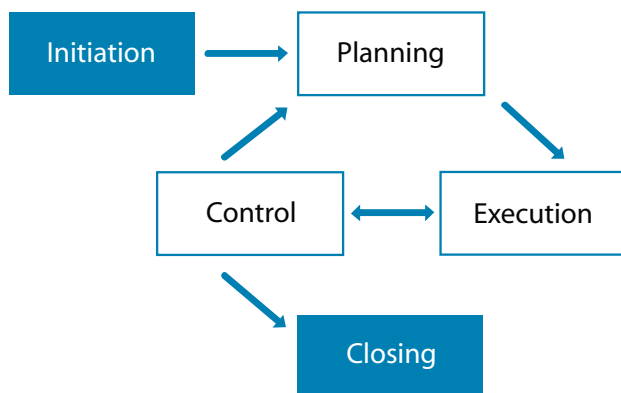 Initiation
Planning
Control
Execution
Closing